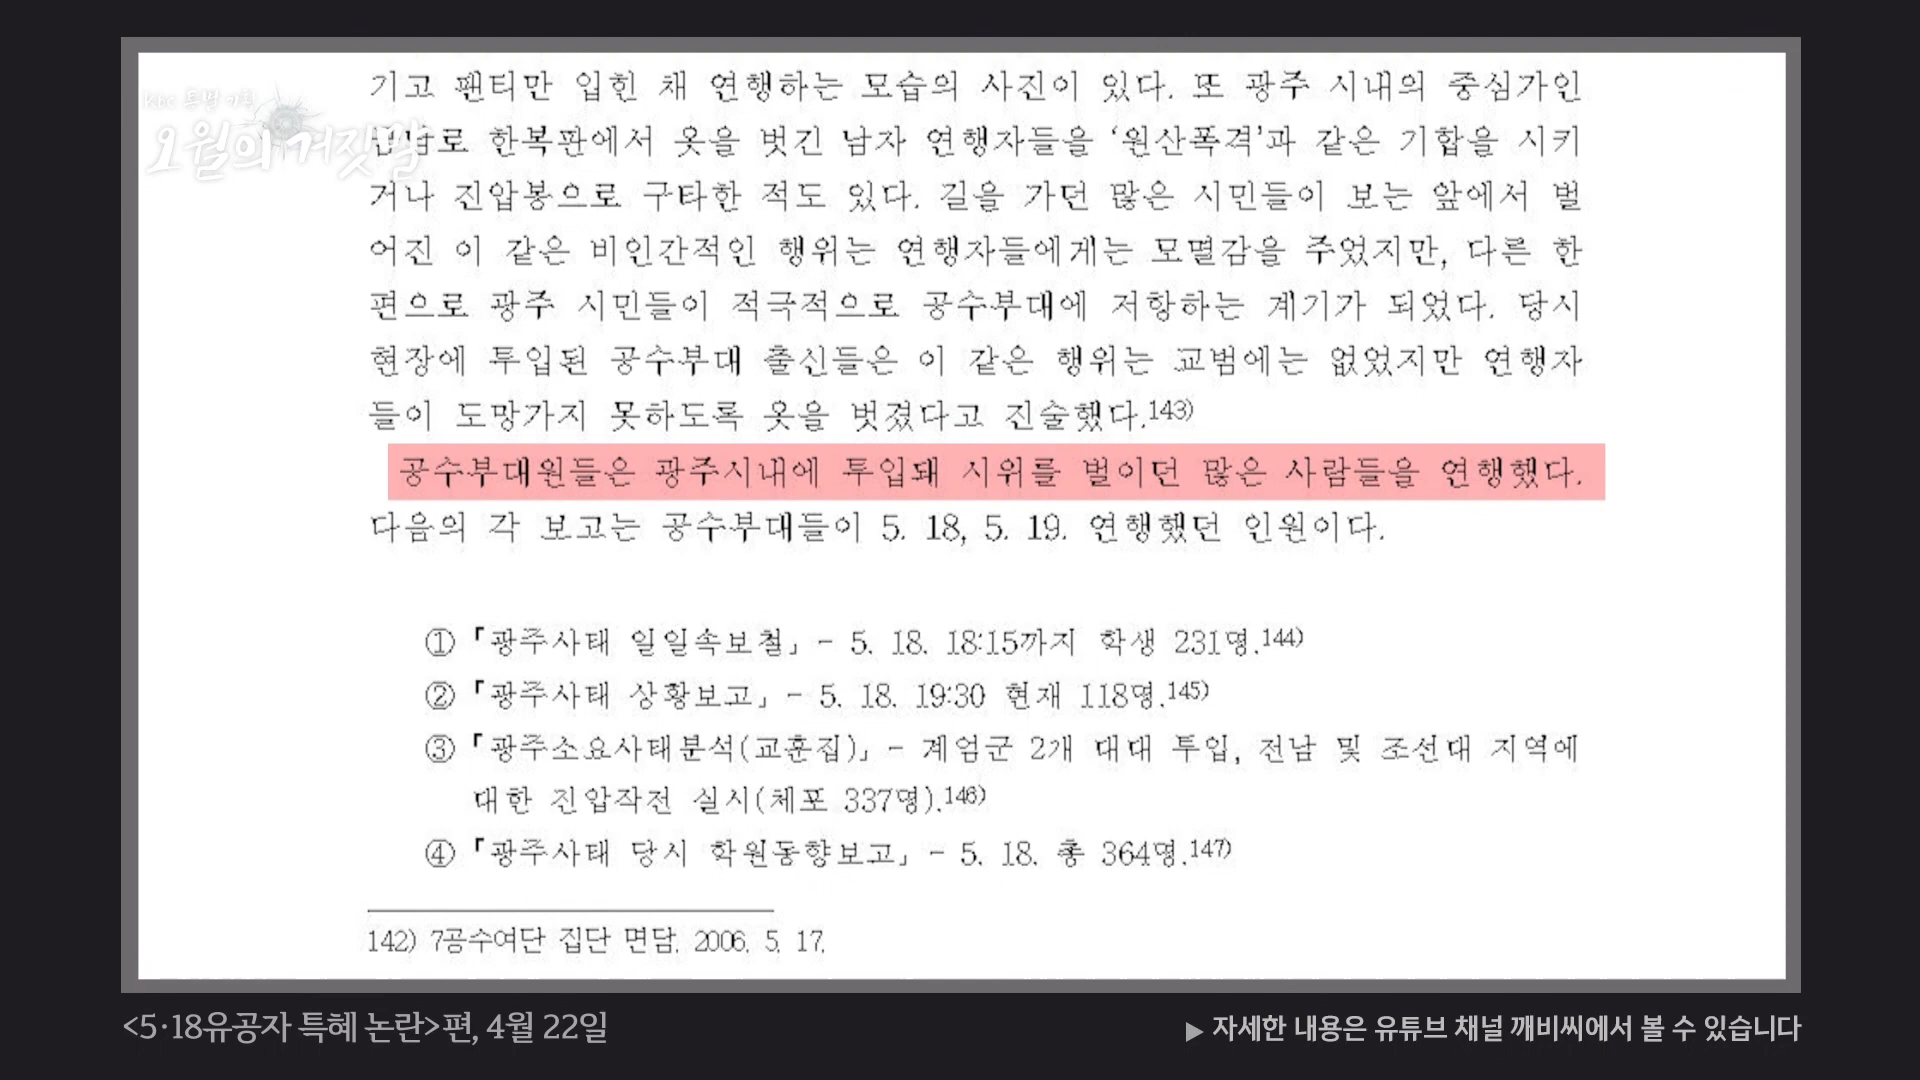 기고 팬티만 입힌 채 연행하는 모습의 사진이 있다. 또 광주 시내의 중심가인
kbc 특별 기획
오월의 거짓말
한복판에서 옷을 벗긴 남자 연행자들을 ‘원산폭격’과 같은 기합을 시키
거나 진압봉으로 구타한 적도 있다. 길을 가던 많은 시민들이 보는 앞에서 벌
어진 이 같은 비인간적인 행위는 연행자들에게는 모멸감을 주었지만, 다른 한
편으로 광주 시민들이 적극적으로 공수부대에 저항하는 계기가 되었다. 당시
현장에 투입된 공수부대 출신들은 이 같은 행위는 교범에는 없었지만 연행자
들이 도망가지 못하도록 옷을 벗겼다고 진술했다.143)
공수부대원들은 광주시내에 투입돼 시위를 벌이던 많은 사람들을 연행했다.
다음의 각 보고는 공수부대들이 5. 18, 5. 19. 연행했던 인원이다.
①「광주사태 일일속보철」- 5. 18. 18:15까지 학생 231명.144)
②「광주사태 상황보고」- 5. 18. 19:30 현재 118명.145)
③「광주소요사태분석(교훈집)」- 계엄군 2개 대대 투입, 전남 및 조선대 지역에
대한 진압작전 실시(체포 337명).146)
④「광주사태 당시 학원동향보고」- 5. 18. 총 364명.147)
142) 7공수여단 집단 면담. 2006. 5. 17.
<5·18유공자 특혜 논란>편, 4월 22일
▶ 자세한 내용은 유튜브 채널 깨비씨에서 볼 수 있습니다